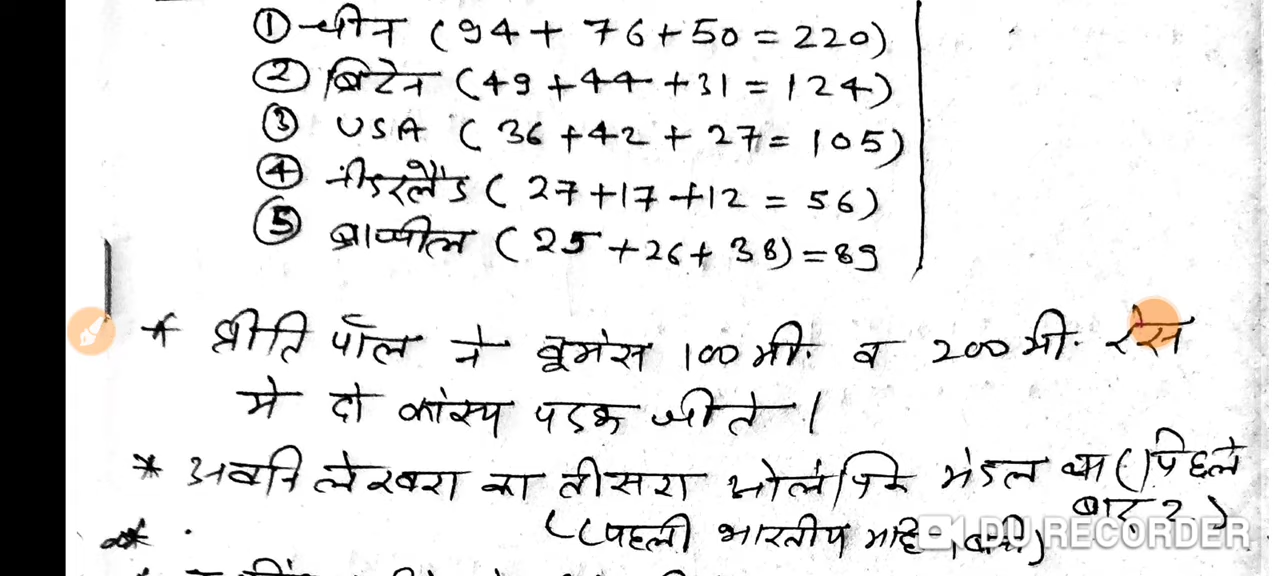 ① चीन (94 + 76 + 50 = 220)
② ब्रिटेन (49 + 44 + 31 = 124)
③ USA (36 + 42 + 27 = 105)
④ नीडरलैंड (27 + 17 + 12 = 56)
⑤ ब्राजील (25 + 26 + 38) = 89
* प्रीति पॉल ने वूमेंस 100 मी. व 200 मी. रेस
मे दो कांस्य पदक जीते।
* अवनि लेखरा का तीसरा ओलंपिक मेडल था (पिछले
बार 2)
(पहली भारतीय
DU RECORDER